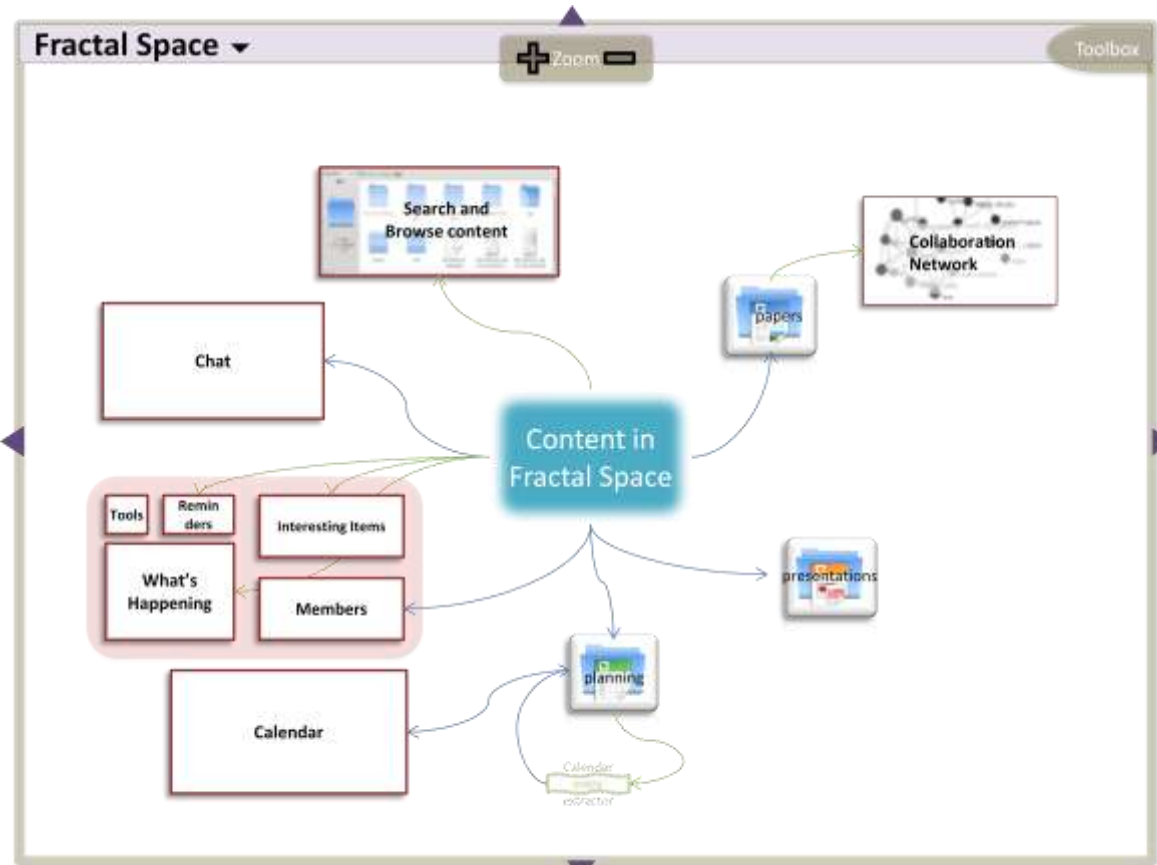 Fractal Space
Zoom
Toolbox
Search and
Browse content
Collaboration
Network
papers
Chat
Content in
Fractal Space
Tools
Remin
ders
Interesting Items
What's
Happening
Members
presentations
planning
Calendar
Calendar
extractor